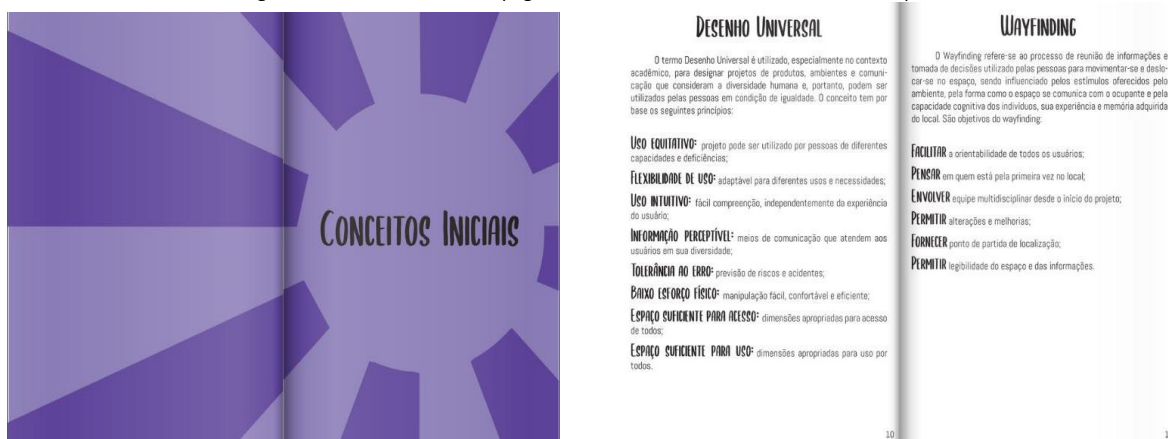 CONCEITOS INICIAIS
DESENHO UNIVERSAL
O termo Desenho Universal é utilizado, especialmente no contexto
acadêmico, para designar projetos de produtos, ambientes e comuni-
cação que consideram a diversidade humana e, portanto, podem ser
utilizados pelas pessoas em condição de igualdade. O conceito tem por
base os seguintes princípios:
USO EQUITATIVO: projeto pode ser utilizado por pessoas de diferentes
capacidades e deficiências;
FLEXIBILIDADE DE USO: adaptável para diferentes usos e necessidades;
USO INTUITIVO: fácil compreenção, independentemente da experiência
do usuário;
INFORMAÇÃO PERCEPTÍVEL: meios de comunicação que atendem aos
usuários em sua diversidade;
TOLERÂNCIA AO ERRO: previsão de riscos e acidentes;
BAIXO ESFORÇO FÍSICO: manipulação fácil, confortável e eficiente;
ESPAÇO SUFICIENTE PARA ACESSO: dimensões apropriadas para acesso
de todos;
ESPAÇO SUFICIENTE PARA USO: dimensões apropriadas para uso por
todos.
10
WAYFINDING
O Wayfinding refere-se ao processo de reunião de informações e
tomada de decisões utilizado pelas pessoas para movimentar-se e deslo-
car-se no espaço, sendo influenciado pelos estímulos oferecidos pelo
ambiente, pela forma como o espaço se comunica com o ocupante e pela
capacidade cognitiva dos indivíduos, sua experiência e memória adquirida
do local. São objetivos do wayfinding:
FACILITAR a orientabilidade de todos os usuários;
PENSAR em quem está pela primeira vez no local;
ENVOLVER equipe multidisciplinar desde o início do projeto;
PERMITIR alterações e melhorias;
FORNECER ponto de partida de localização;
PERMITIR legibilidade do espaço e das informações.